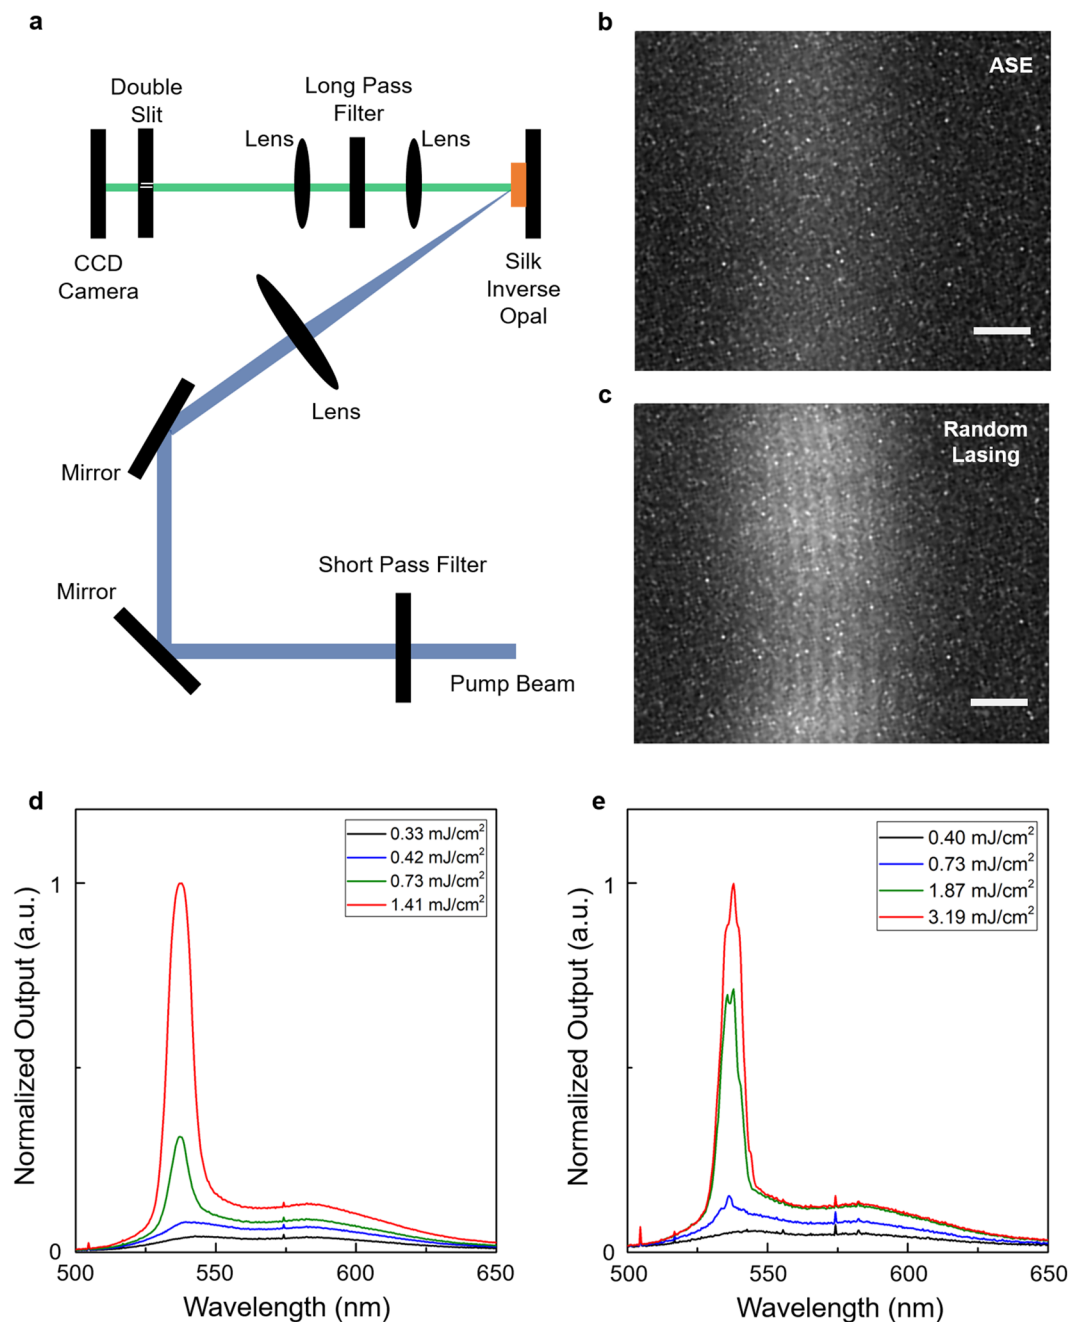 a
Double
Slit
Long Pass
Filter
Lens
Lens
CCD
Camera
Silk
Inverse
Opal
Lens
Mirror
Mirror
Short Pass Filter
Pump Beam
b
ASE
c
Random
Lasing
d
0.33 mJ/cm²
0.42 mJ/cm²
0.73 mJ/cm²
1.41 mJ/cm²
Normalized Output (a.u.)
1
0
500 550 600 650
Wavelength (nm)
e
0.40 mJ/cm²
0.73 mJ/cm²
1.87 mJ/cm²
3.19 mJ/cm²
Normalized Output (a.u.)
1
0
500 550 600 650
Wavelength (nm)